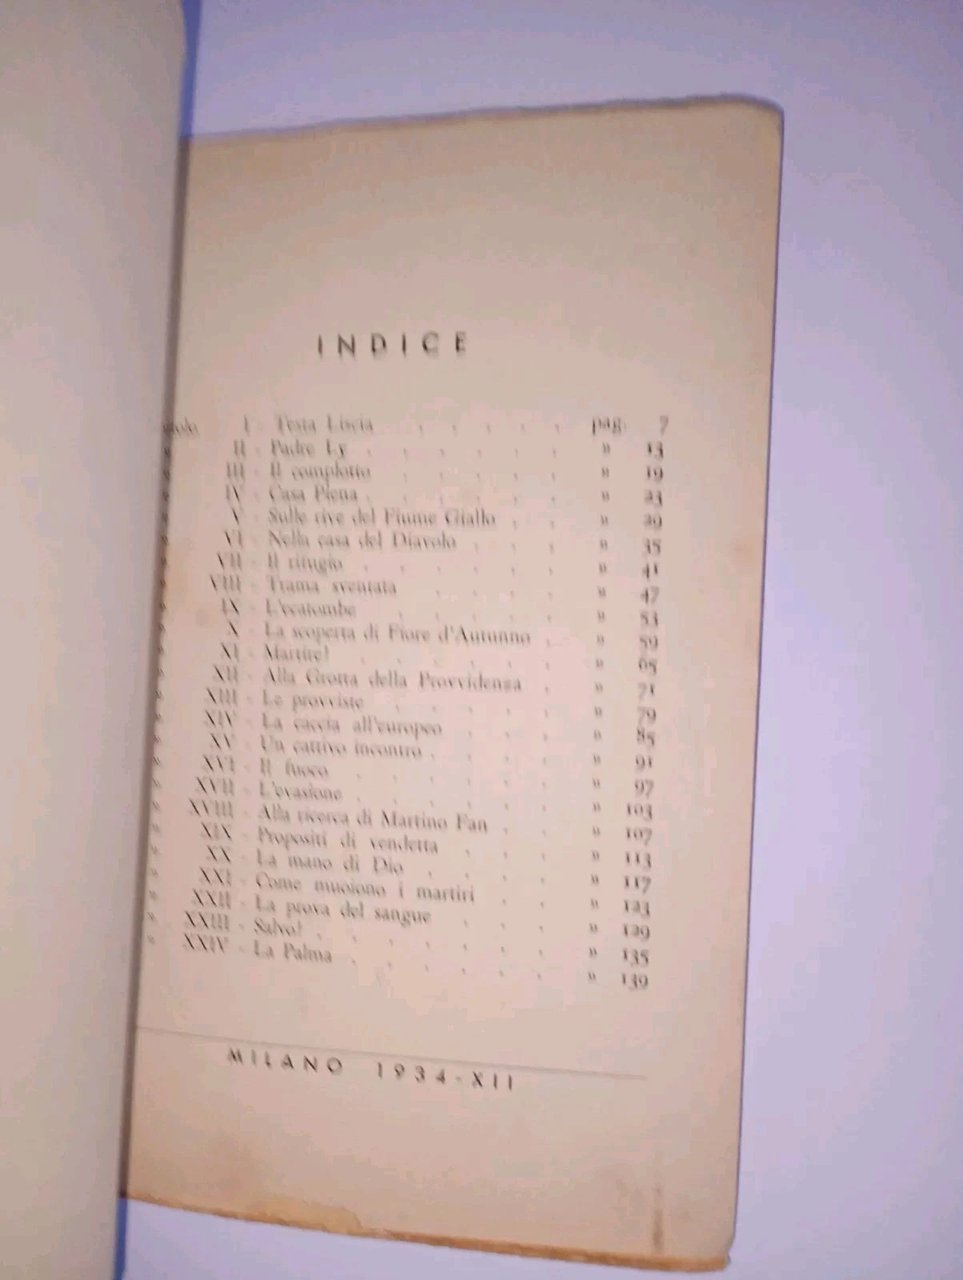 INDICE
itolo I - Testa Liscia . . . . . pag. 7
» II - Padre Ly . . . . . . » 13
» III - Il complotto . . . . . » 19
» IV - Casa Piena . . . . . . » 23
» V - Sulle rive del Fiume Giallo . . » 29
» VI - Nella casa del Diavolo . . . » 35
» VII - Il rifugio . . . . . . » 41
» VIII - Trama sventata . . . . » 47
» IX - L'ecatombe . . . . . » 53
» X - La scoperta di Fiore d'Autunno . » 59
» XI - Martire! . . . . . . » 65
» XII - Alla Grotta della Provvidenza . » 71
» XIII - Le provviste . . . . . » 79
» XIV - La caccia all'europeo . . . » 85
» XV - Un cattivo incontro . . . . » 91
» XVI - Il fuoco . . . . . . » 97
» XVII - L'evasione . . . . . . » 103
» XVIII - Alla ricerca di Martino Fan . . » 107
» XIX - Propositi di vendetta . . . » 113
» XX - La mano di Dio . . . . » 117
» XXI - Come muoiono i martiri . . » 123
» XXII - La prova del sangue . . . » 129
» XXIII - Salvo! . . . . . . . » 135
» XXIV - La Palma . . . . . . » 139
MILANO 1934-XII